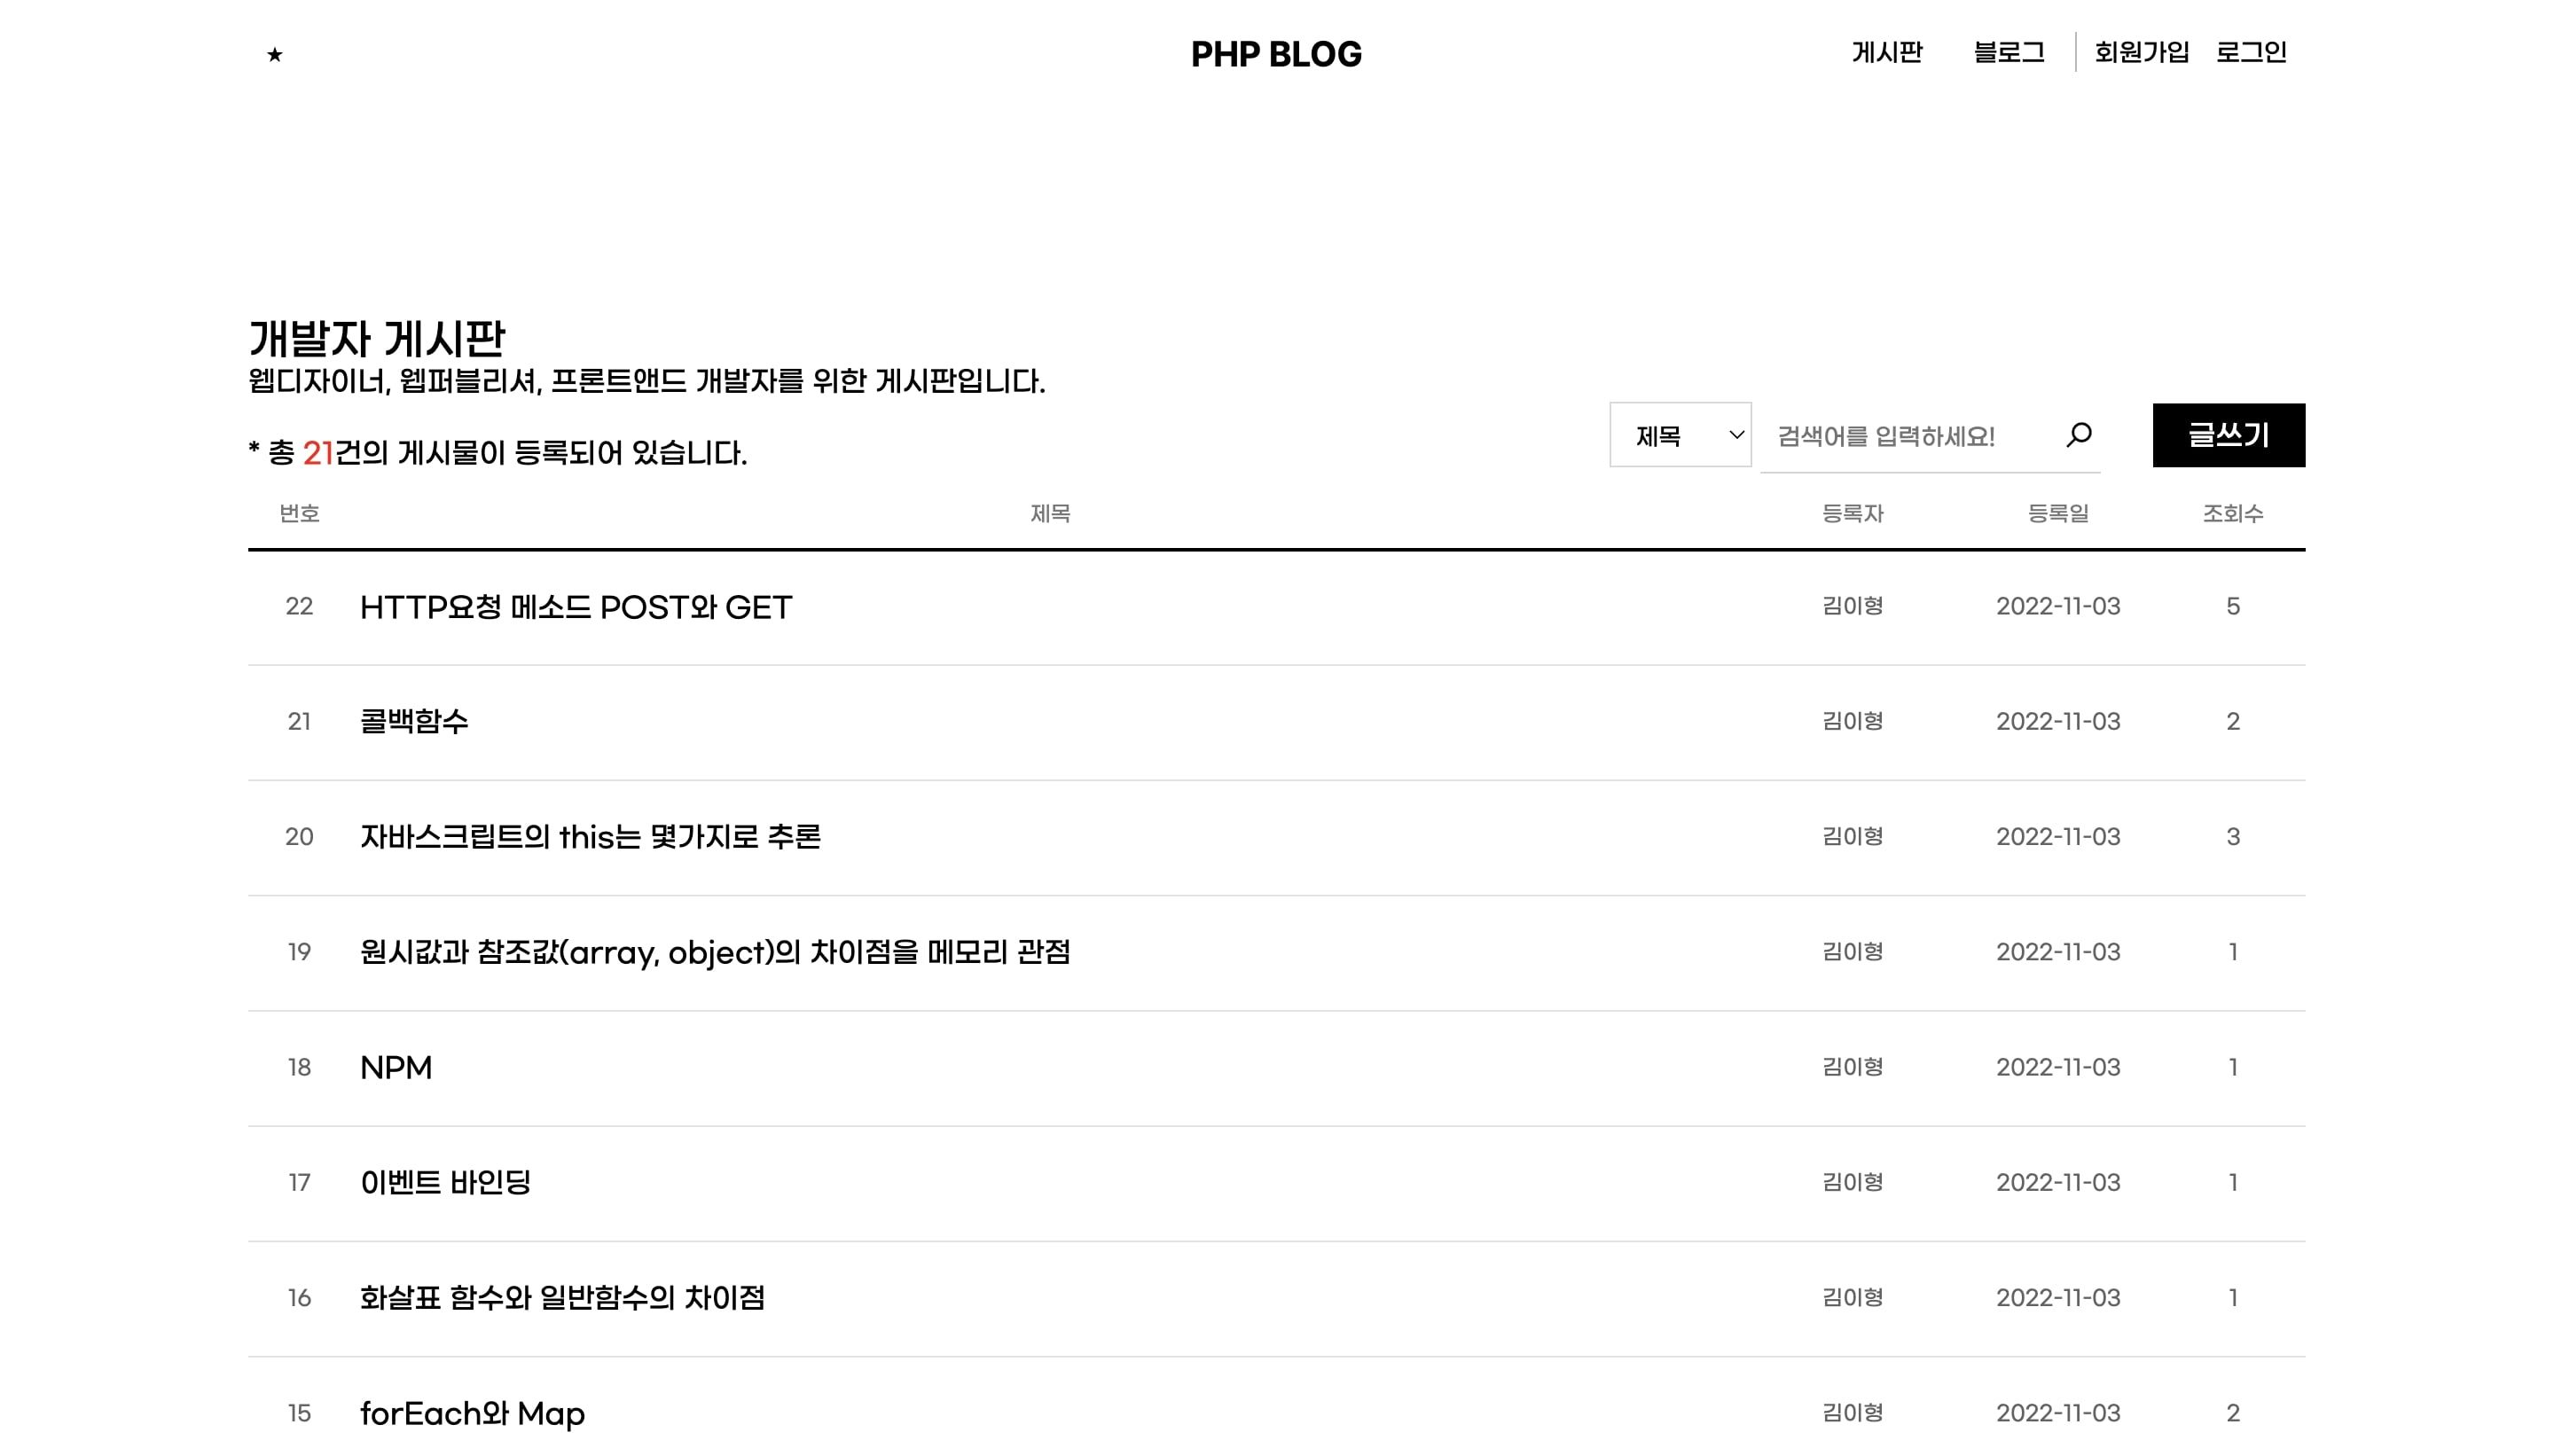 ★ PHP BLOG 게시판 블로그 회원가입 로그인
개발자 게시판
웹디자이너, 웹퍼블리셔, 프론트앤드 개발자를 위한 게시판입니다.
* 총 21건의 게시물이 등록되어 있습니다. 제목 검색어를 입력하세요! 글쓰기
번호 제목 등록자 등록일 조회수
22 HTTP요청 메소드 POST와 GET 김이형 2022-11-03 5
21 콜백함수 김이형 2022-11-03 2
20 자바스크립트의 this는 몇가지로 추론 김이형 2022-11-03 3
19 원시값과 참조값(array, object)의 차이점을 메모리 관점 김이형 2022-11-03 1
18 NPM 김이형 2022-11-03 1
17 이벤트 바인딩 김이형 2022-11-03 1
16 화살표 함수와 일반함수의 차이점 김이형 2022-11-03 1
15 forEach와 Map 김이형 2022-11-03 2